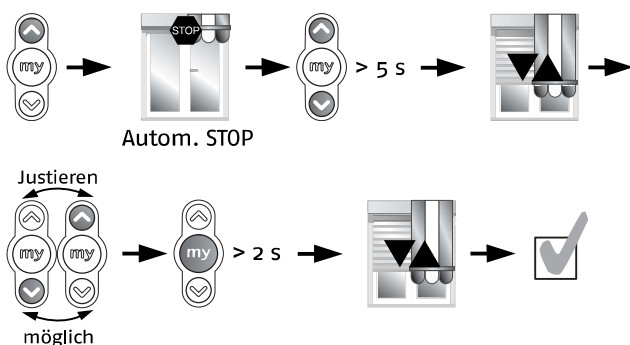 my
STOP
my > 5 s
Autom. STOP
Justieren
my my
my > 2 s
möglich